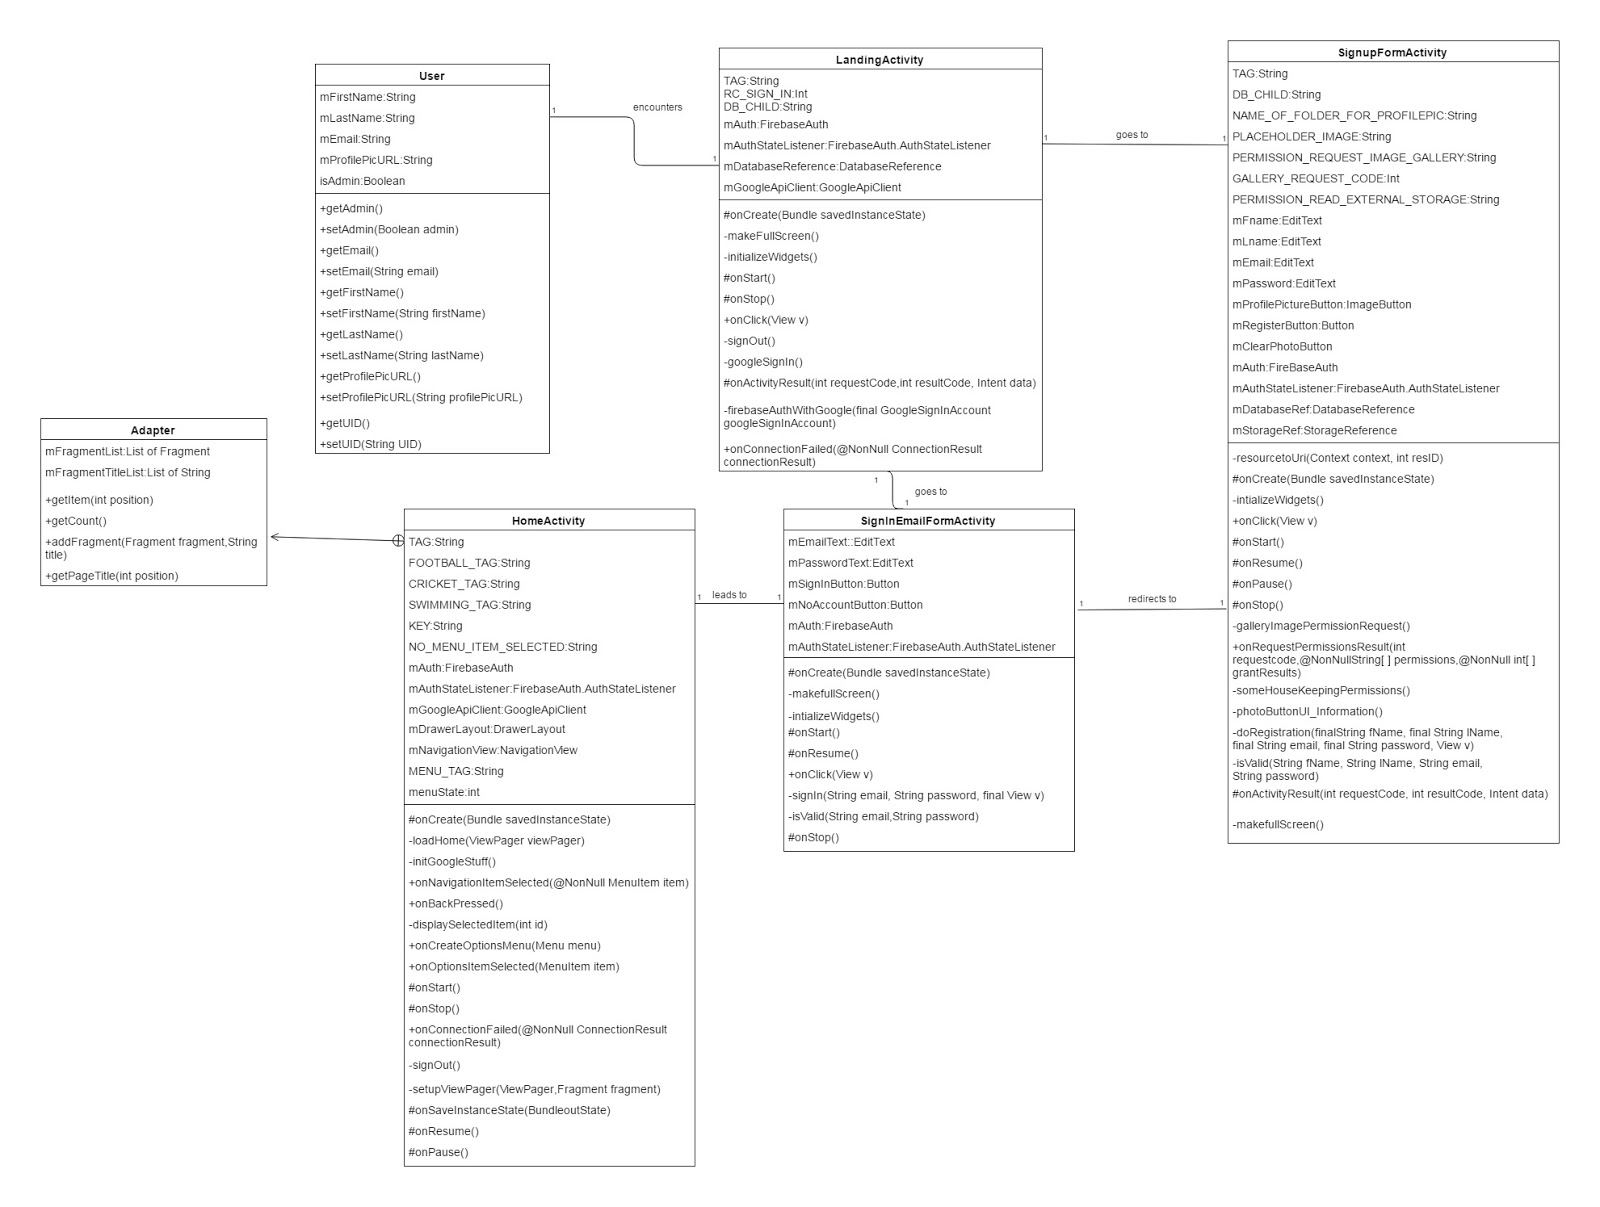 User
mFirstName:String
mLastName:String
mEmail:String
mProfilePicURL:String
isAdmin:Boolean
+getAdmin()
+setAdmin(Boolean admin)
+getEmail()
+setEmail(String email)
+getFirstName()
+setFirstName(String firstName)
+getLastName()
+setLastName(String lastName)
+getProfilePicURL()
+setProfilePicURL(String profilePicURL)
+getUID()
+setUID(String UID)
1
encounters
1
LandingActivity
TAG:String
RC_SIGN_IN:Int
DB_CHILD:String
mAuth:FirebaseAuth
mAuthStateListener:FirebaseAuth.AuthStateListener
mDatabaseReference:DatabaseReference
mGoogleApiClient:GoogleApiClient
#onCreate(Bundle savedInstanceState)
-makeFullScreen()
-initializeWidgets()
#onStart()
#onStop()
+onClick(View v)
-signOut()
-googleSignIn()
#onActivityResult(int requestCode,int resultCode, Intent data)
-firebaseAuthWithGoogle(final GoogleSignInAccount
googleSignInAccount)
+onConnectionFailed(@NonNull ConnectionResult
connectionResult)
1
goes to
1
SignupFormActivity
TAG:String
DB_CHILD:String
NAME_OF_FOLDER_FOR_PROFILEPIC:String
PLACEHOLDER_IMAGE:String
PERMISSION_REQUEST_IMAGE_GALLERY:String
GALLERY_REQUEST_CODE:Int
PERMISSION_READ_EXTERNAL_STORAGE:String
mFname:EditText
mLname:EditText
mEmail:EditText
mPassword:EditText
mProfilePictureButton:ImageButton
mRegisterButton:Button
mClearPhotoButton
mAuth:FireBaseAuth
mAuthStateListener:FirebaseAuth.AuthStateListener
mDatabaseRef:DatabaseReference
mStorageRef:StorageReference
-resourcetoUri(Context context, int resID)
#onCreate(Bundle savedInstanceState)
-intializeWidgets()
+onClick(View v)
#onStart()
#onResume()
#onPause()
#onStop()
-galleryImagePermissionRequest()
+onRequestPermissionsResult(int
requestcode,@NonNullString[ ] permissions,@NonNull int[ ]
grantResults)
-someHouseKeepingPermissions()
-photoButtonUI_Information()
-doRegistration(finalString fName, final String lName,
final String email, final String password, View v)
-isValid(String fName, String lName, String email,
String password)
#onActivityResult(int requestCode, int resultCode, Intent data)
-makefullScreen()
1
goes to
1
Adapter
mFragmentList:List of Fragment
mFragmentTitleList:List of String
+getItem(int position)
+getCount()
+addFragment(Fragment fragment,String
title)
+getPageTitle(int position)
HomeActivity
TAG:String
FOOTBALL_TAG:String
CRICKET_TAG:String
SWIMMING_TAG:String
KEY:String
NO_MENU_ITEM_SELECTED:String
mAuth:FirebaseAuth
mAuthStateListener:FirebaseAuth.AuthStateListener
mGoogleApiClient:GoogleApiClient
mDrawerLayout:DrawerLayout
mNavigationView:NavigationView
MENU_TAG:String
menuState:int
#onCreate(Bundle savedInstanceState)
-loadHome(ViewPager viewPager)
-initGoogleStuff()
+onNavigationItemSelected(@NonNull MenuItem item)
+onBackPressed()
-displaySelectedItem(int id)
+onCreateOptionsMenu(Menu menu)
+onOptionsItemSelected(MenuItem item)
#onStart()
#onStop()
+onConnectionFailed(@NonNull ConnectionResult
connectionResult)
-signOut()
-setupViewPager(ViewPager,Fragment fragment)
#onSaveInstanceState(BundleoutState)
#onResume()
#onPause()
1
leads to
1
SignInEmailFormActivity
mEmailText::EditText
mPasswordText:EditText
mSignInButton:Button
mNoAccountButton:Button
mAuth:FirebaseAuth
mAuthStateListener:FirebaseAuth.AuthStateListener
#onCreate(Bundle savedInstanceState)
-makefullScreen()
-intializeWidgets()
#onStart()
#onResume()
+onClick(View v)
-signIn(String email, String password, final View v)
-isValid(String email,String password)
#onStop()
1
redirects to
1